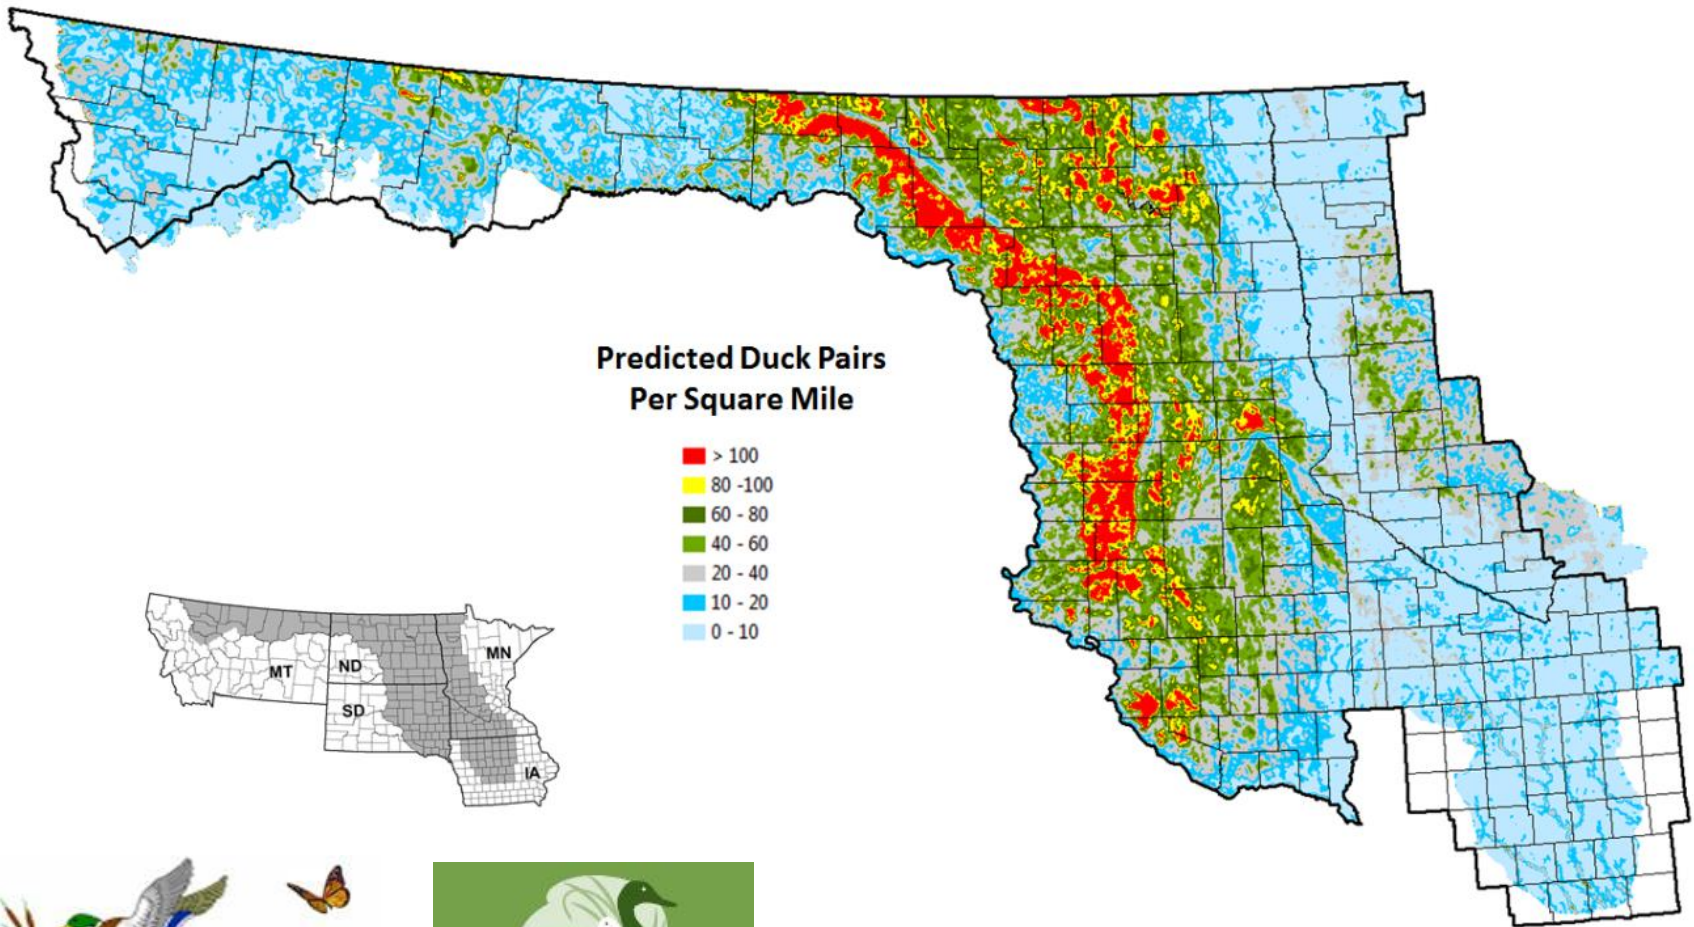 Predicted Duck Pairs
Per Square Mile
> 100
80 -100
60 - 80
40 - 60
20 - 40
10 - 20
0 - 10
MT
ND
MN
SD
IA